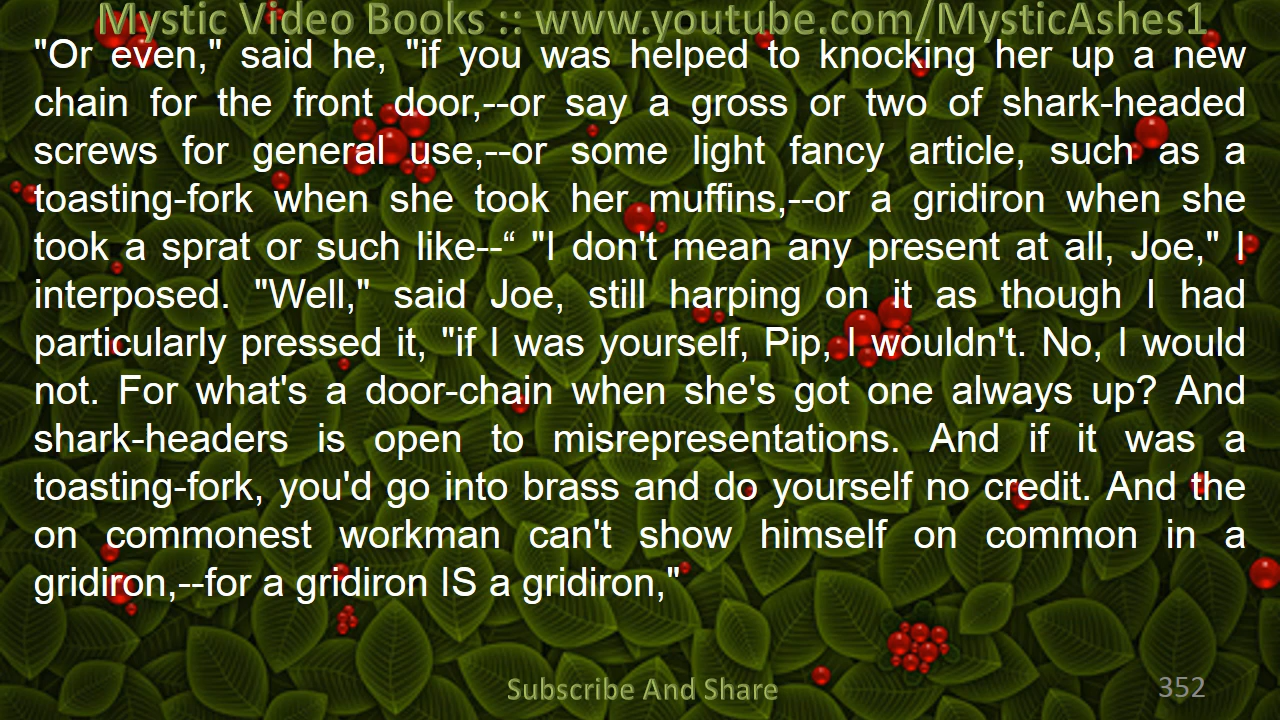 Mystic Video Books :: www.youtube.com/MysticAshes1
"Or even," said he, "if you was helped to knocking her up a new
chain for the front door,--or say a gross or two of shark-headed
screws for general use,--or some light fancy article, such as a
toasting-fork when she took her muffins,--or a gridiron when she
took a sprat or such like--“ "I don't mean any present at all, Joe," I
interposed. "Well," said Joe, still harping on it as though I had
particularly pressed it, "if I was yourself, Pip, I wouldn't. No, I would
not. For what's a door-chain when she's got one always up? And
shark-headers is open to misrepresentations. And if it was a
toasting-fork, you'd go into brass and do yourself no credit. And the
on commonest workman can't show himself on common in a
gridiron,--for a gridiron IS a gridiron,"
Subscribe And Share
352